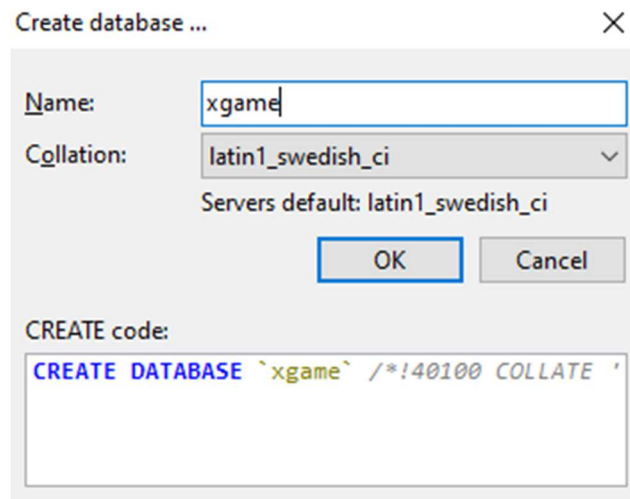 Create database ...
Name: xgame
Collation: latin1_swedish_ci
Servers default: latin1_swedish_ci
OK Cancel
CREATE code:
CREATE DATABASE `xgame` /*!40100 COLLATE '